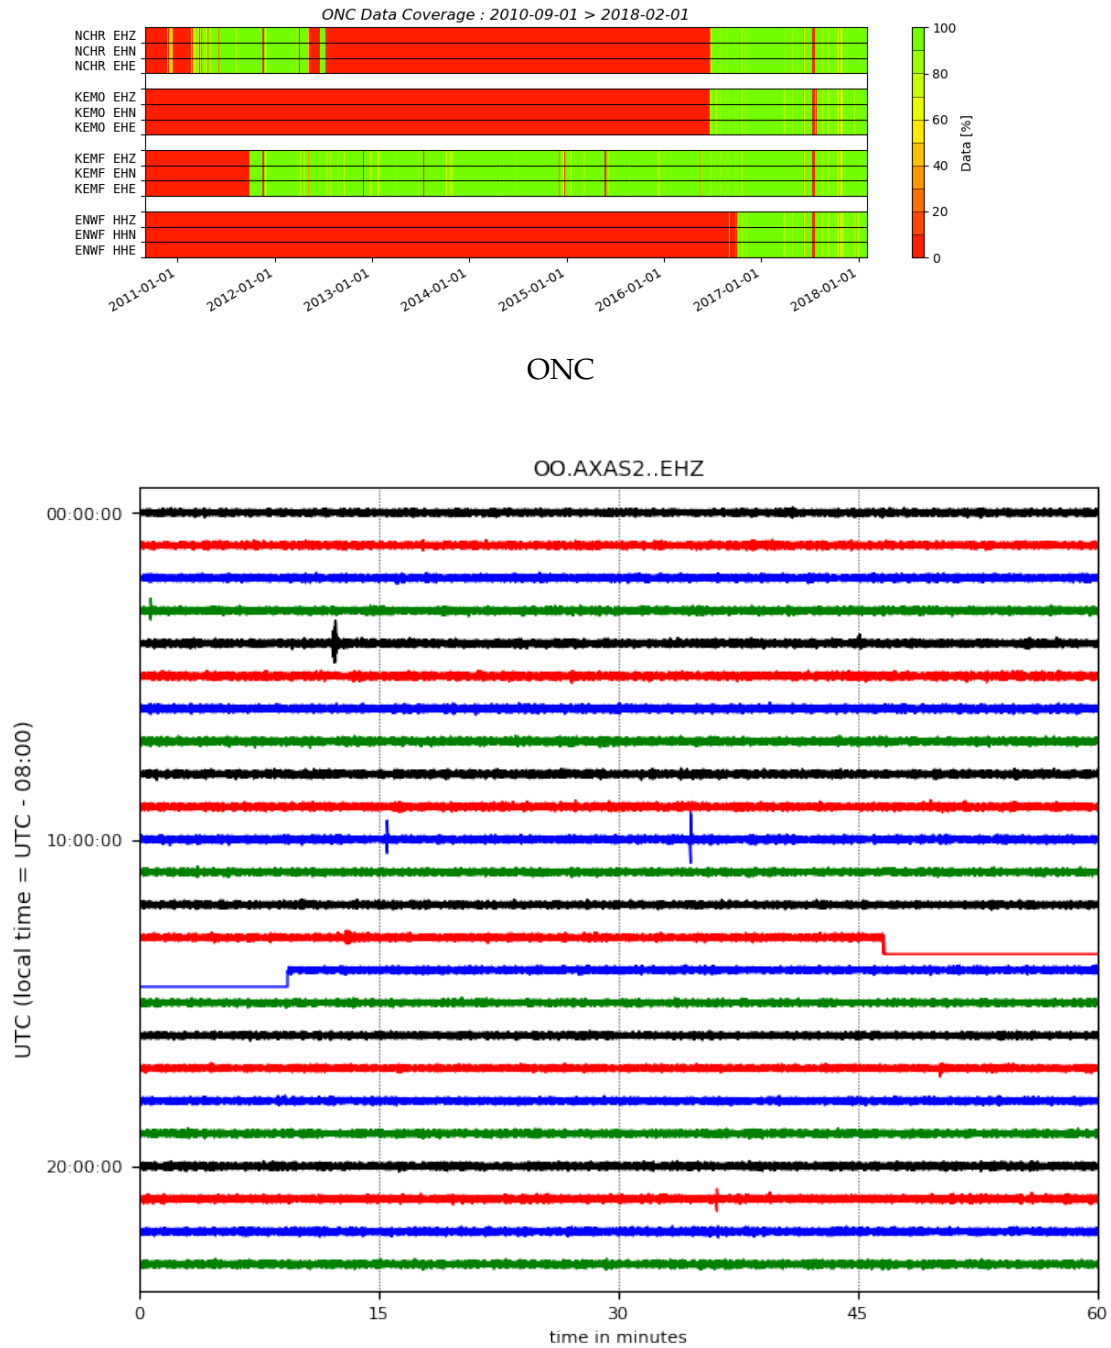 ONC Data Coverage : 2010-09-01 > 2018-02-01
NCHR EHZ
NCHR EHN
NCHR EHE
KEMO EHZ
KEMO EHN
KEMO EHE
KEMF EHZ
KEMF EHN
KEMF EHE
ENWF HHZ
ENWF HHN
ENWF HHE
2011-01-01
2012-01-01
2013-01-01
2014-01-01
2015-01-01
2016-01-01
2017-01-01
2018-01-01
100
80
60
40
20
0
Data [%]
ONC
OO.AXAS2..EHZ
UTC (local time = UTC - 08:00)
00:00:00
10:00:00
20:00:00
0
15
30
45
60
time in minutes